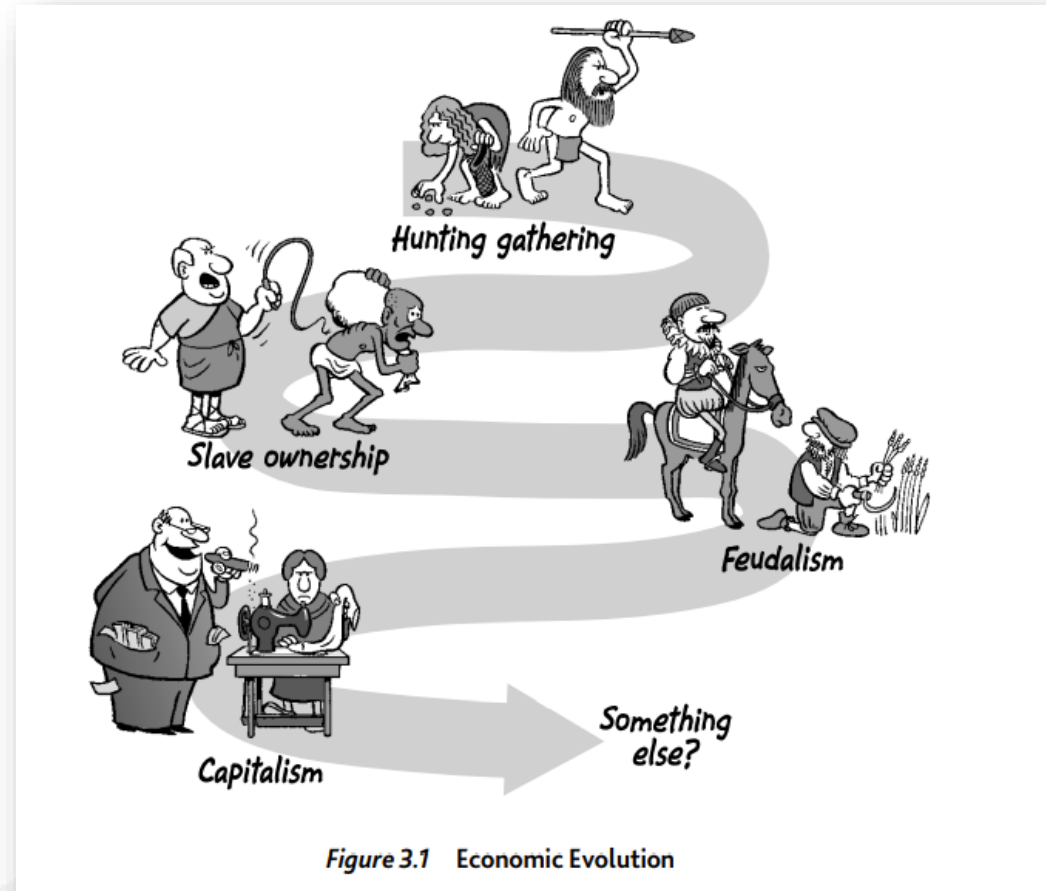 Hunting gathering
Slave ownership
Feudalism
Capitalism
Something
else?
Figure 3.1 Economic Evolution